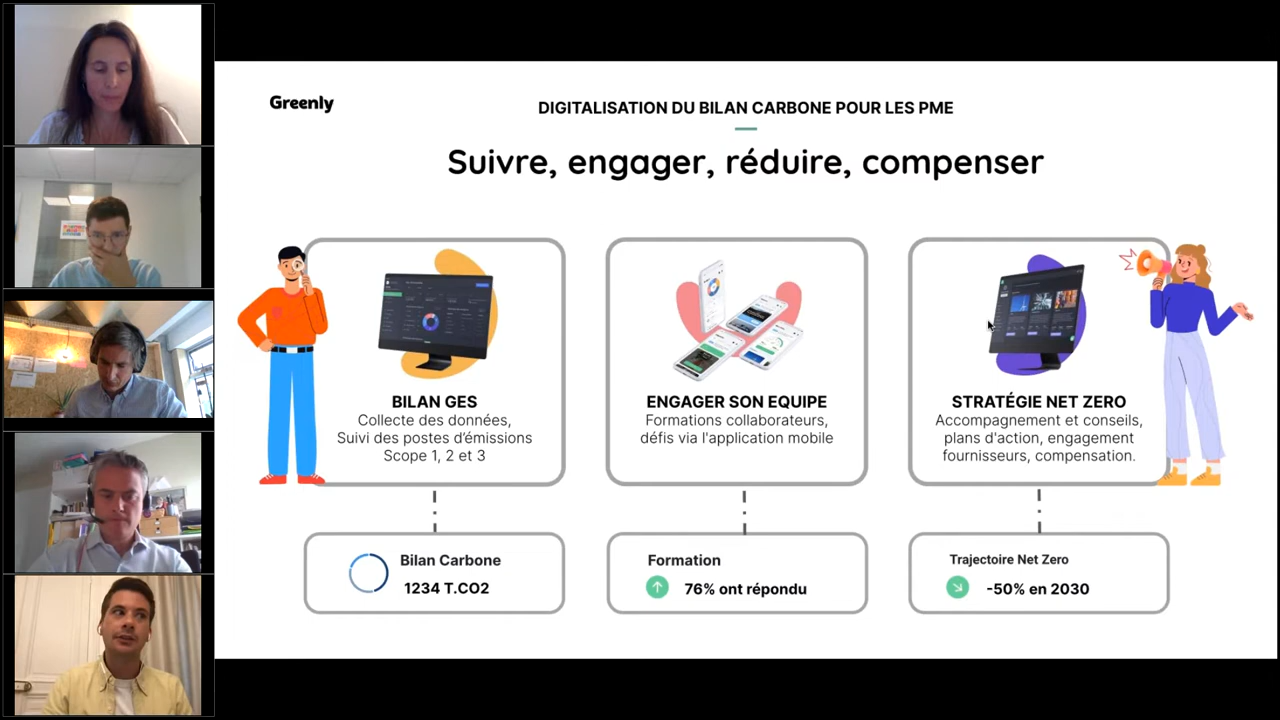 Greenly
DIGITALISATION DU BILAN CARBONE POUR LES PME
Suivre, engager, réduire, compenser
BILAN GES
Collecte des données,
Suivi des postes d'émissions
Scope 1, 2 et 3
ENGAGER SON EQUIPE
Formations collaborateurs,
défis via l'application mobile
STRATÉGIE NET ZERO
Accompagnement et conseils,
plans d'action, engagement
fournisseurs, compensation.
Bilan Carbone
1234 T.CO2
Formation
76% ont répondu
Trajectoire Net Zero
-50% en 2030